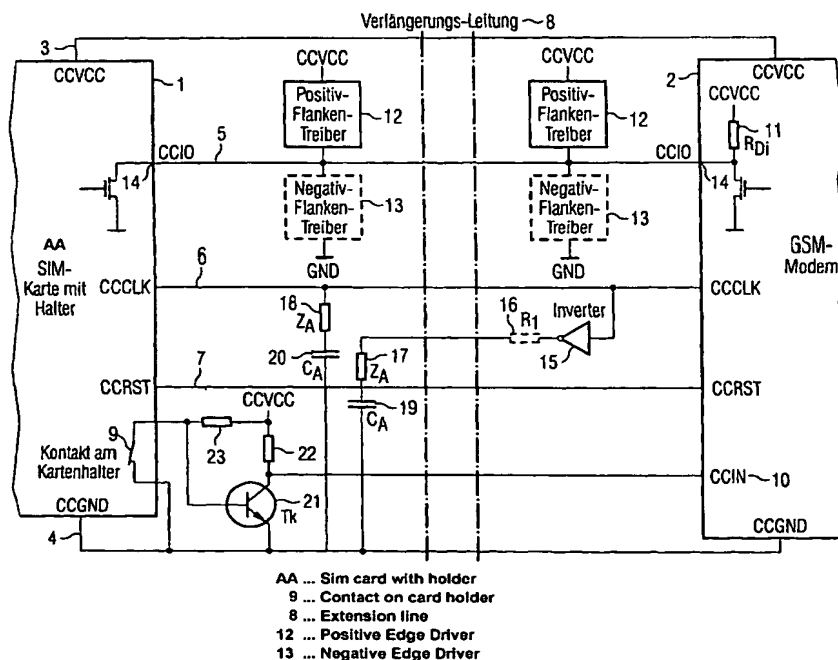 Verlängerungs-Leitung
8
3
CCVCC
1
CCVCC
Positiv-
Flanken-
Treiber
12
CCVCC
Positiv-
Flanken-
Treiber
12
2
CCVCC
CCVCC
11
RDi
5
CCIO
14
CCIO
14
Negativ-
Flanken-
Treiber
13
GND
Negativ-
Flanken-
Treiber
13
GND
AA
SIM-
Karte mit
Halter
GSM-
Modem
6
CCCLK
CCCLK
18
ZA
20
CA
16
R1
Inverter
15
17
ZA
19
CA
7
CCRST
CCRST
CCVCC
9
23
22
Kontakt am
Kartenhalter
21
Tk
CCIN
10
CCGND
4
CCGND
AA ... Sim card with holder
9 ... Contact on card holder
8 ... Extension line
12 ... Positive Edge Driver
13 ... Negative Edge Driver